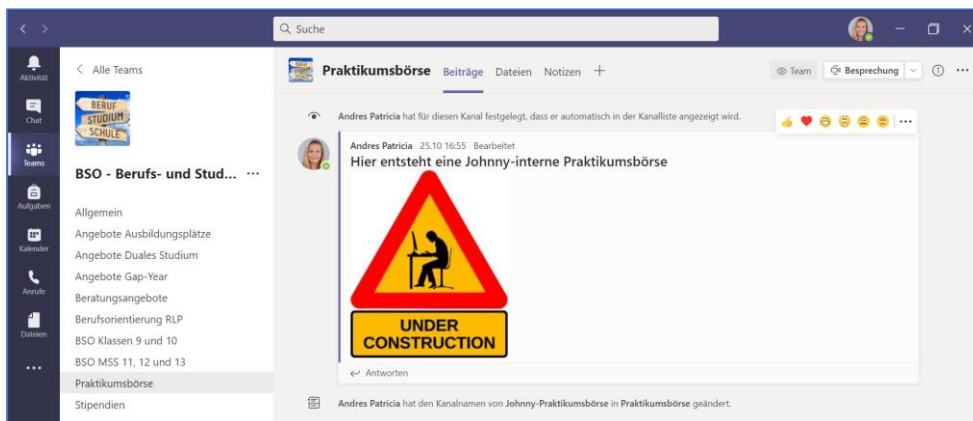 Suche
Aktivität
Chat
Teams
Aufgaben
Kalender
Anrufe
Dateien
Alle Teams
BERUF
STUDIUM
SCHULE
BSO - Berufs- und Stud... ...
Allgemein
Angebote Ausbildungsplätze
Angebote Duales Studium
Angebote Gap-Year
Beratungsangebote
Berufsorientierung RLP
BSO Klassen 9 und 10
BSO MSS 11, 12 und 13
Praktikumsbörse
Stipendien
Praktikumsbörse Beiträge Dateien Notizen +
Team Besprechung
Andres Patricia hat für diesen Kanal festgelegt, dass er automatisch in der Kanalliste angezeigt wird.
Andres Patricia 25.10 16:55 Bearbeitet
Hier entsteht eine Johnny-interne Praktikumsbörse
UNDER
CONSTRUCTION
Antworten
Andres Patricia hat den Kanalnamen von Johnny-Praktikumsbörse in Praktikumsbörse geändert.